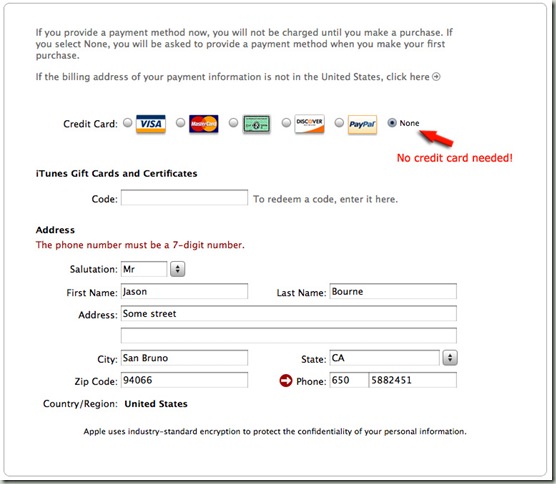 If you provide a payment method now, you will not be charged until you make a purchase. If
you select None, you will be asked to provide a payment method when you make your first
purchase.
If the billing address of your payment information is not in the United States, click here
Credit Card: VISA MasterCard DISCOVER PayPal None
No credit card needed!
iTunes Gift Cards and Certificates
Code: To redeem a code, enter it here.
Address
The phone number must be a 7-digit number.
Salutation: Mr
First Name: Jason Last Name: Bourne
Address: Some street
City: San Bruno State: CA
Zip Code: 94066 Phone: 650 5882451
Country/Region: United States
Apple uses industry-standard encryption to protect the confidentiality of your personal information.